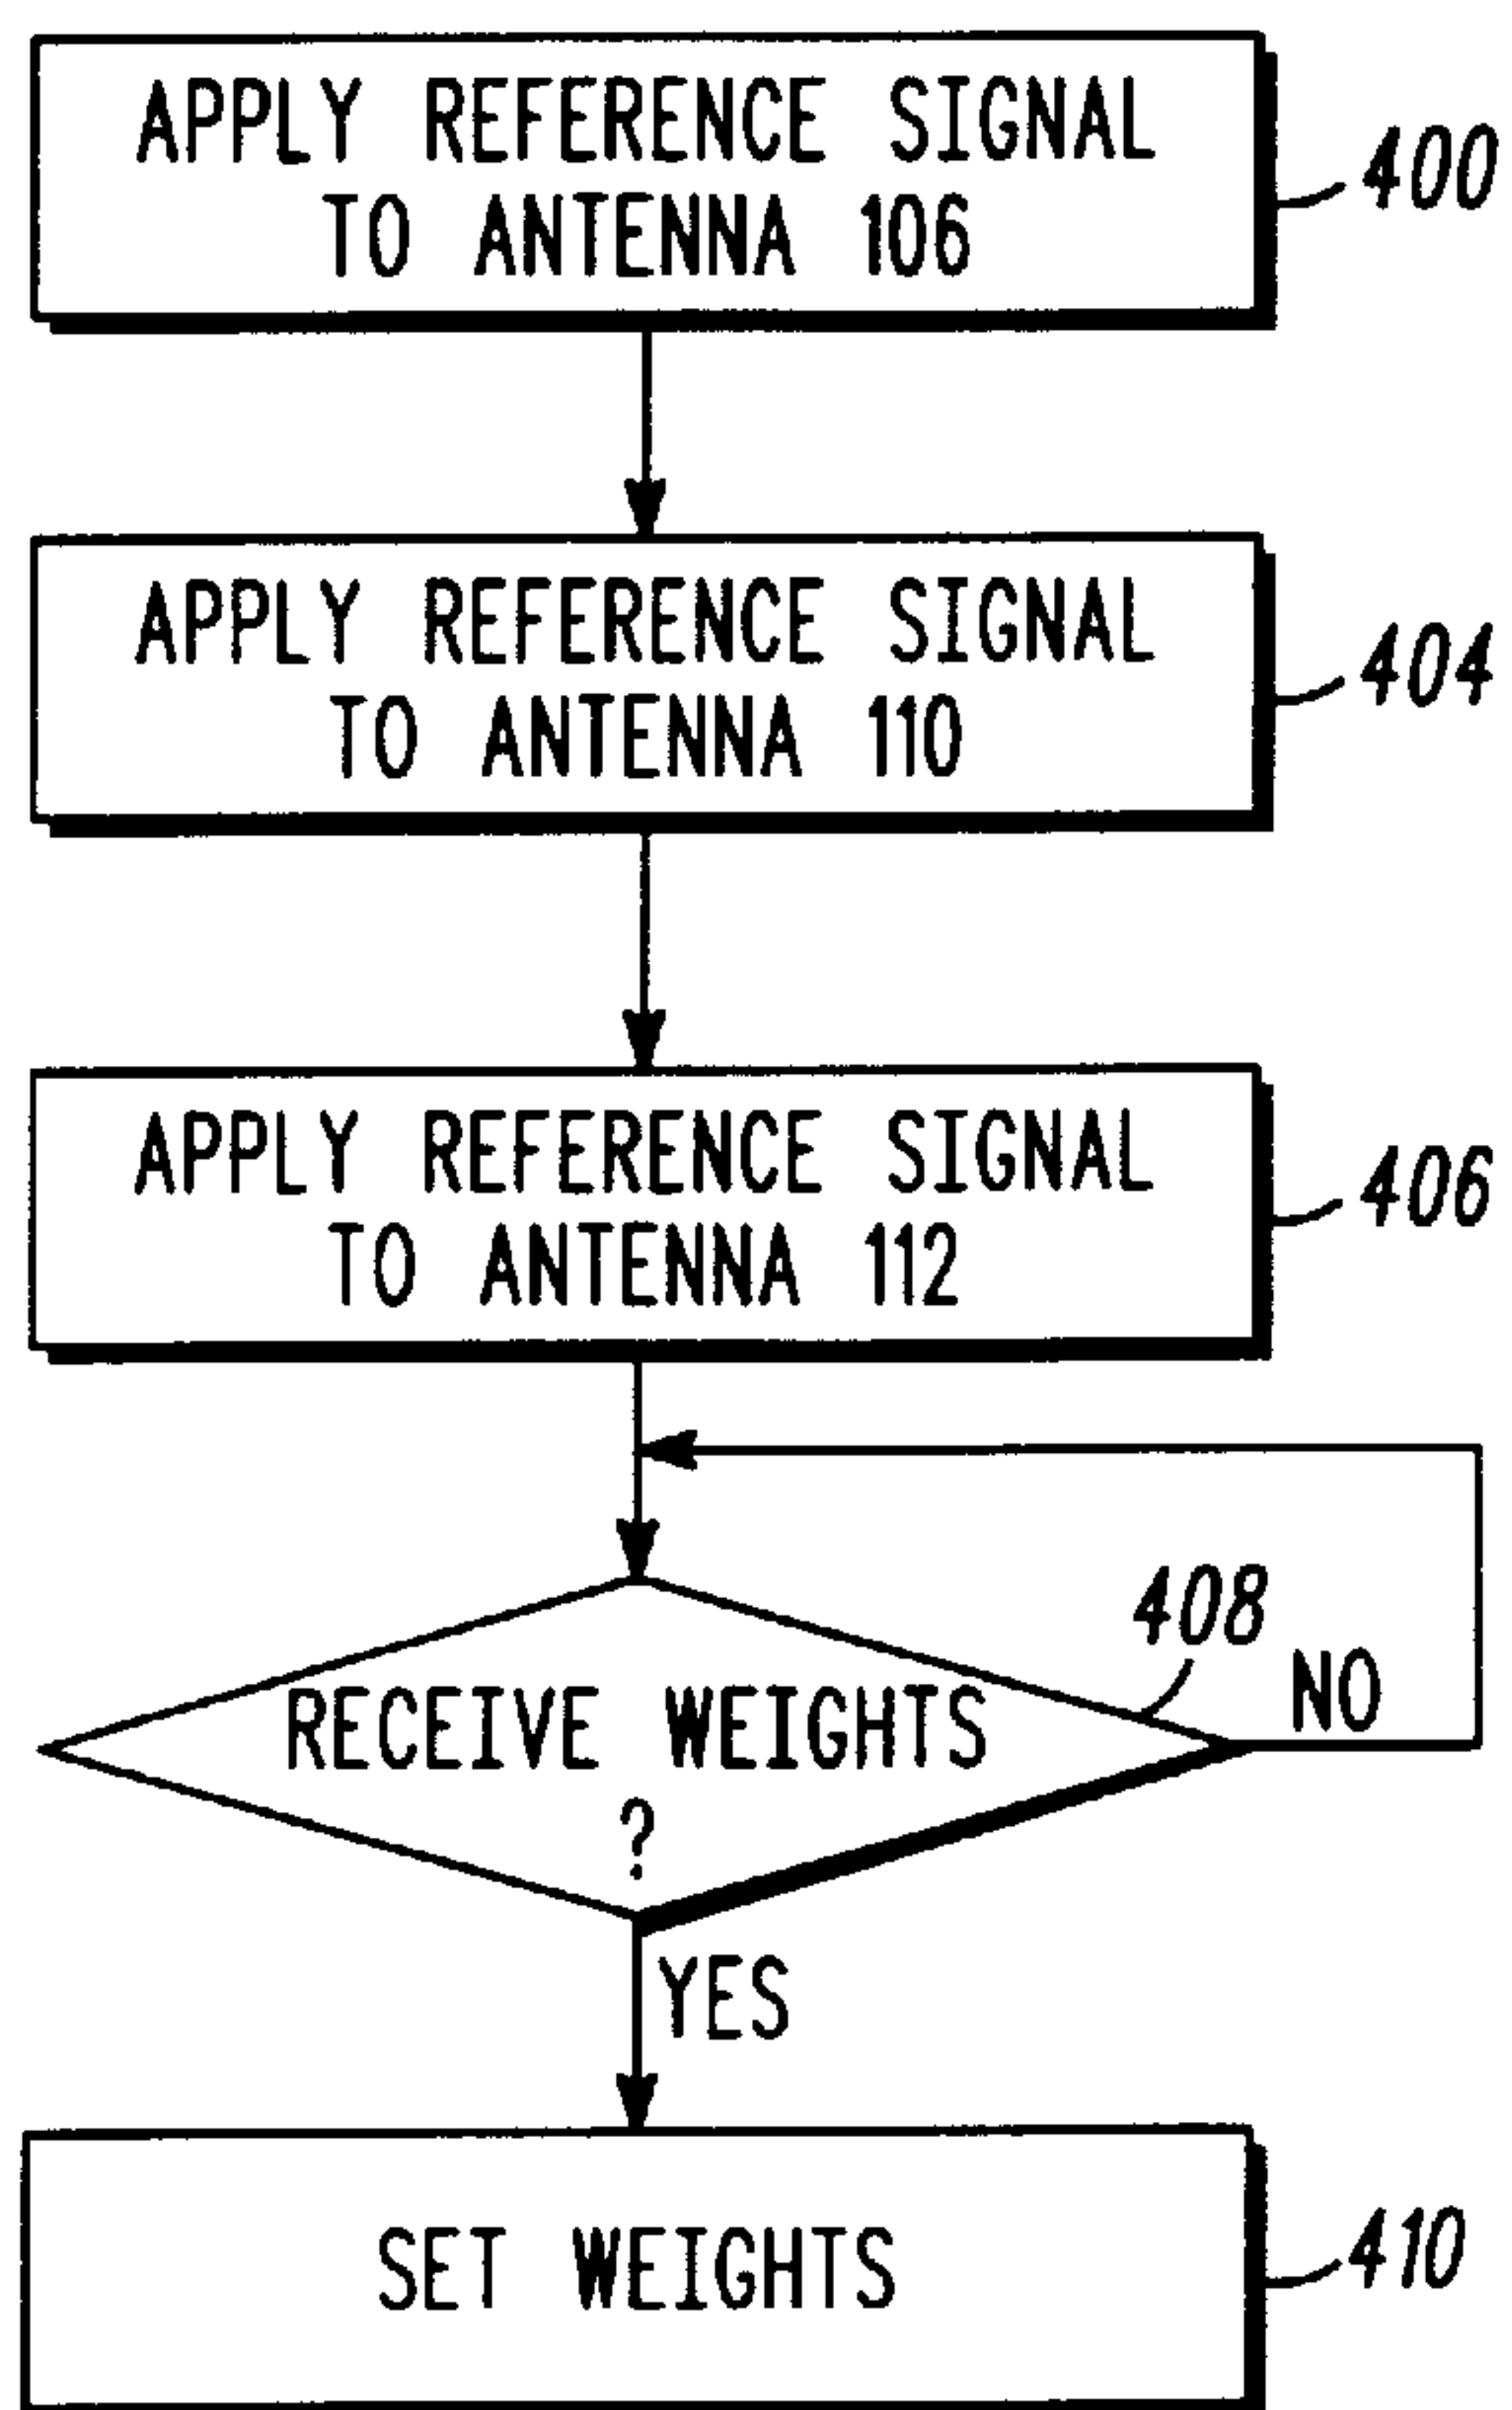 APPLY REFERENCE SIGNAL
TO ANTENNA 106
400
APPLY REFERENCE SIGNAL
TO ANTENNA 110
404
APPLY REFERENCE SIGNAL
TO ANTENNA 112
406
408
NO
RECEIVE WEIGHTS
?
YES
SET WEIGHTS
410